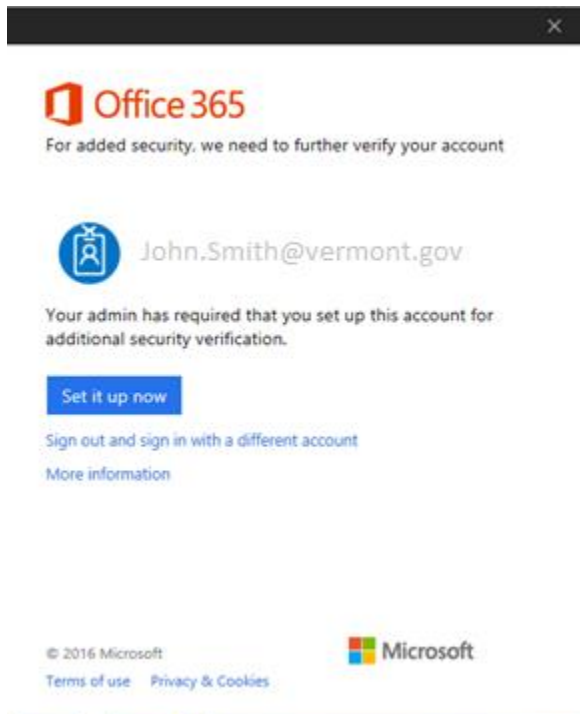 Office 365
For added security, we need to further verify your account
John.Smith@vermont.gov
Your admin has required that you set up this account for
additional security verification.
Set it up now
Sign out and sign in with a different account
More information
© 2016 Microsoft
Microsoft
Terms of use Privacy & Cookies